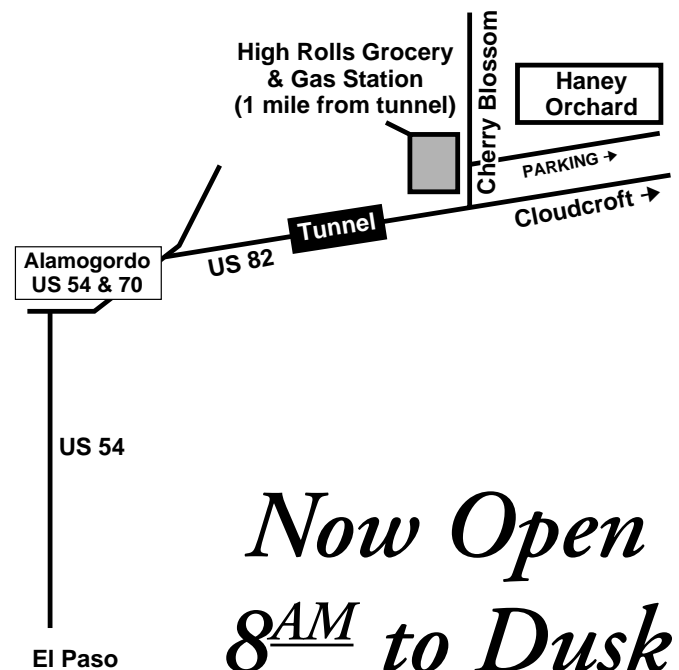 High Rolls Grocery
& Gas Station
(1 mile from tunnel)
Cherry Blossom
Haney
Orchard
PARKING →
Cloudcroft →
Tunnel
US 82
Alamogordo
US 54 & 70
US 54
El Paso
Now Open
8AM to Dusk